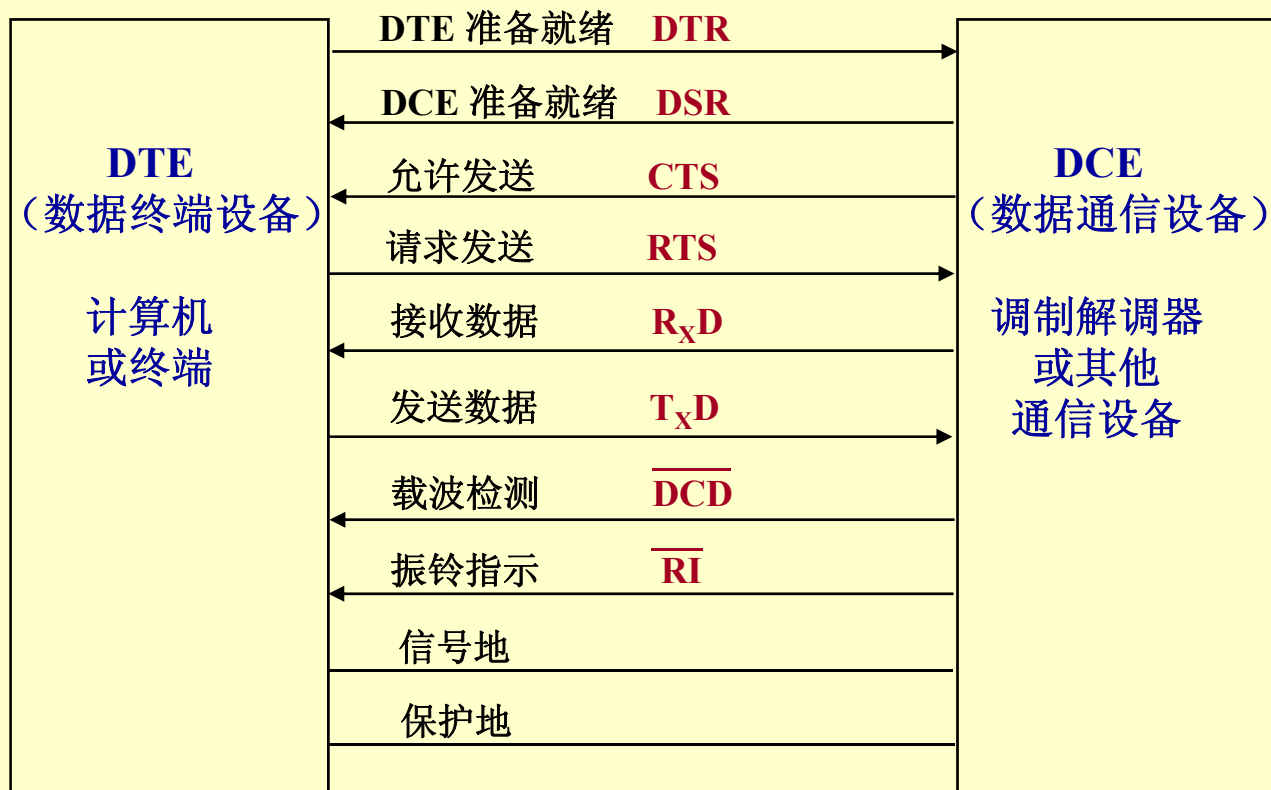 DTE 准备就绪 DTR
DCE 准备就绪 DSR
允许发送 CTS
请求发送 RTS
接收数据 RXD
发送数据 TXD
载波检测 D̅C̅D̅
振铃指示 R̅I̅
信号地
保护地
DTE
（数据终端设备）
计算机
或终端
DCE
（数据通信设备）
调制解调器
或其他
通信设备